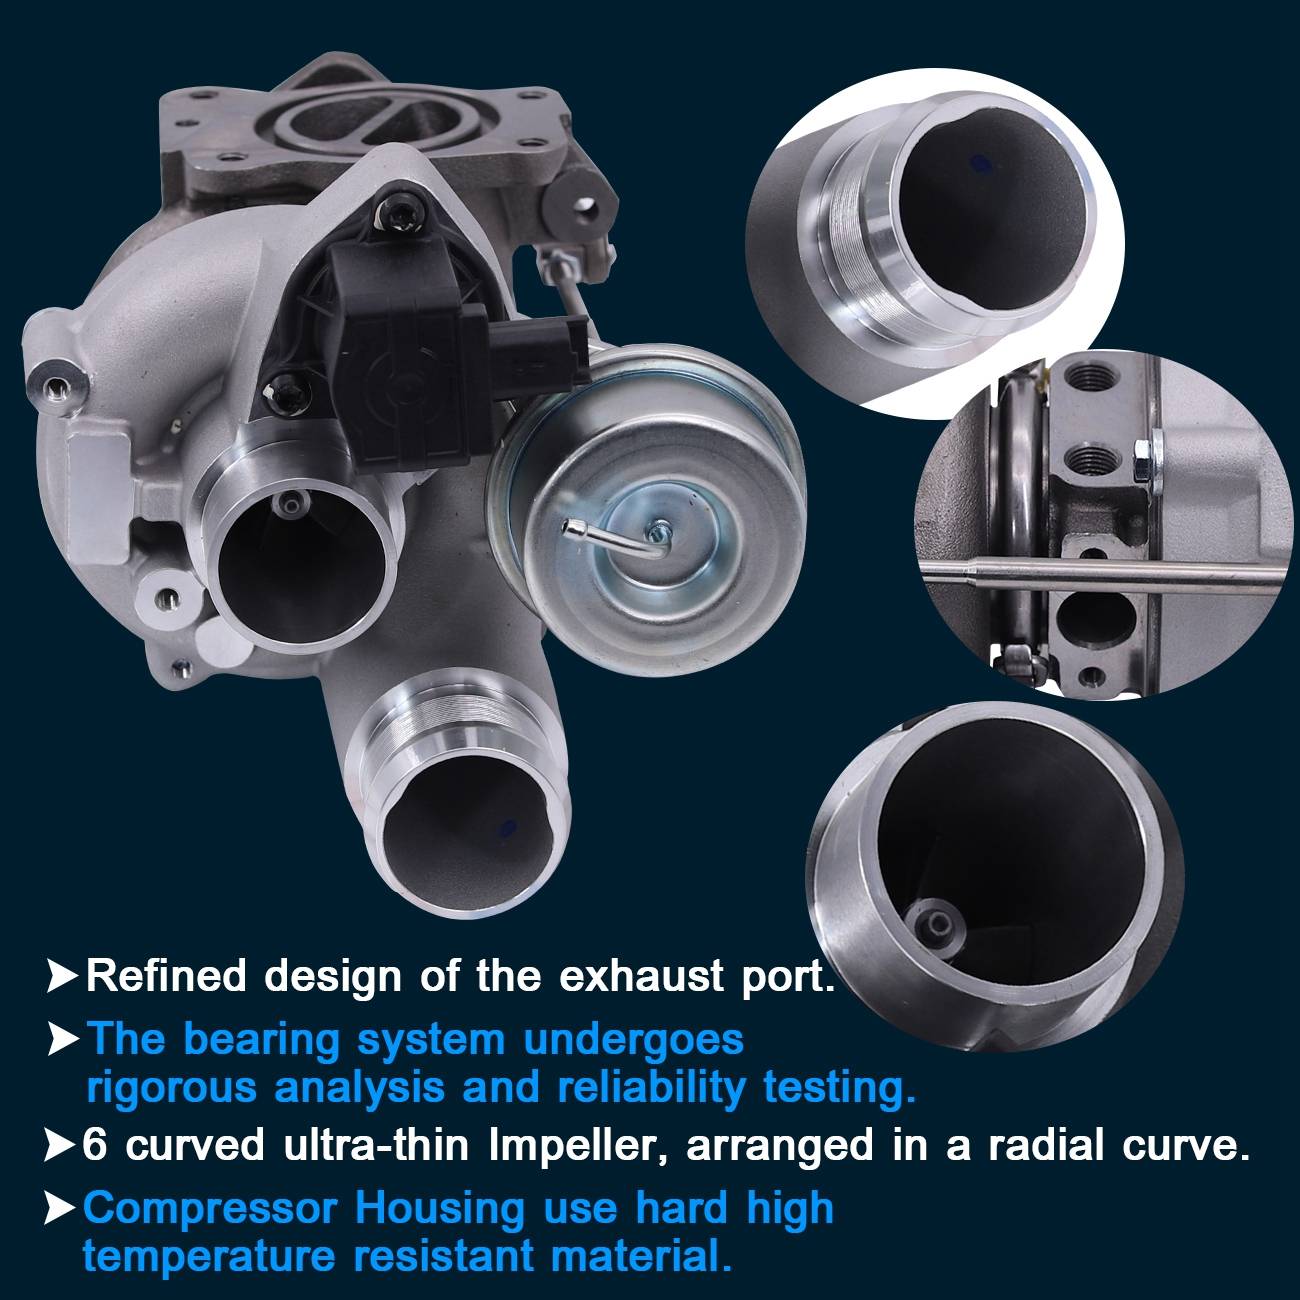 Refined design of the exhaust port.
The bearing system undergoes
rigorous analysis and reliability testing.
6 curved ultra-thin Impeller, arranged in a radial curve.
Compressor Housing use hard high
temperature resistant material.